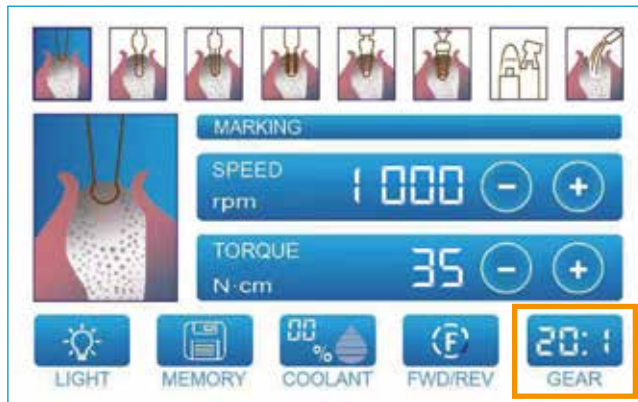 MARKING
SPEED
rpm
1000
TORQUE
N·cm
35
00
%
F
20:1
LIGHT
MEMORY
COOLANT
FWD/REV
GEAR